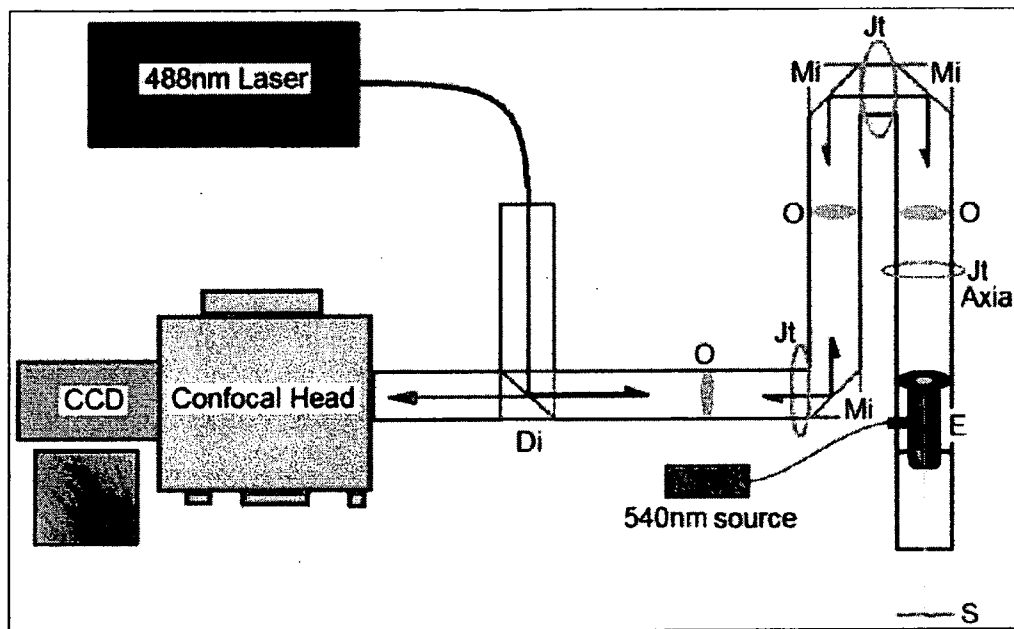 488nm Laser
Jt
Mi
Mi
O
O
Jt
Axia
Jt
O
CCD
Confocal Head
Di
Mi
E
540nm source
S